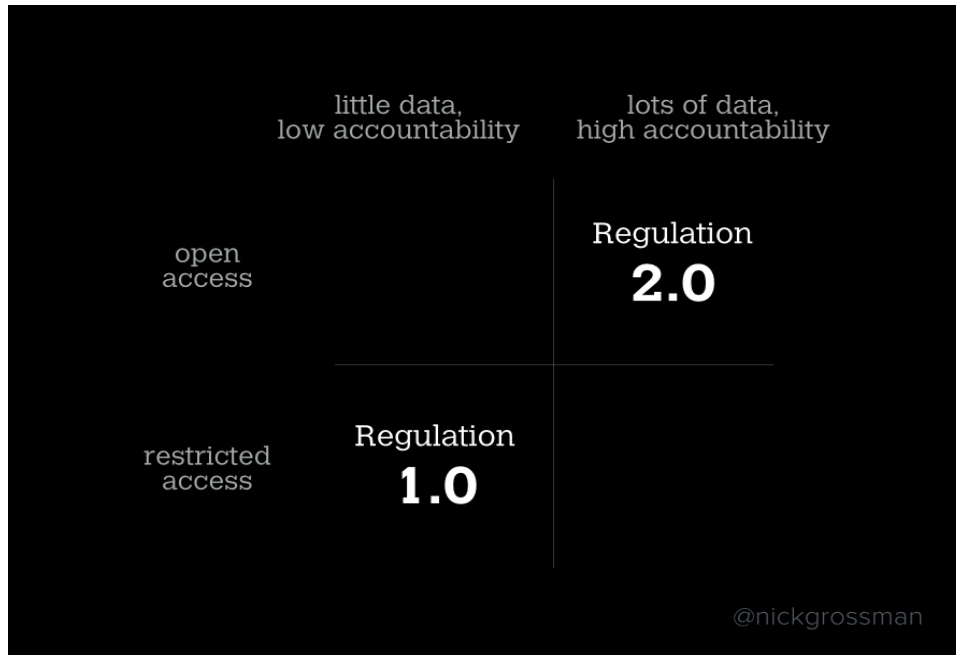 little data,
low accountability
lots of data,
high accountability
open
access
Regulation
2.0
restricted
access
Regulation
1.0
@nickgrossman